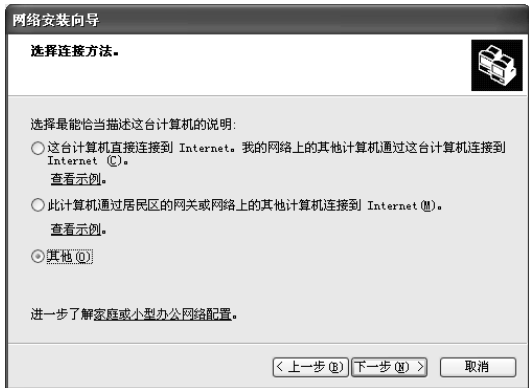 网络安装向导
选择连接方法。
选择最能恰当描述这台计算机的说明:
这台计算机直接连接到 Internet。我的网络上的其他计算机通过这台计算机连接到
Internet (C)。
查看示例。
此计算机通过居民区的网关或网络上的其他计算机连接到 Internet(M)。
查看示例。
其他(O)
进一步了解家庭或小型办公网络配置。
< 上一步(B) 下一步(N) > 取消